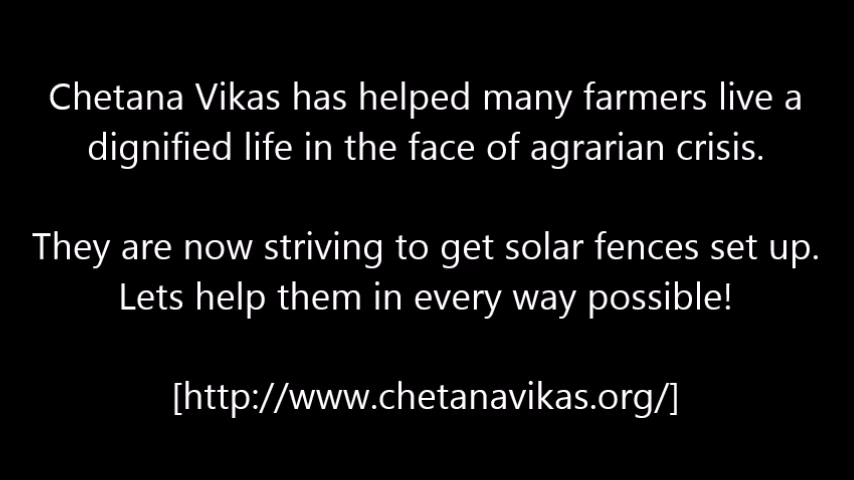 Chetana Vikas has helped many farmers live a
dignified life in the face of agrarian crisis.
They are now striving to get solar fences set up.
Lets help them in every way possible!
[http://www.chetanavikas.org/]